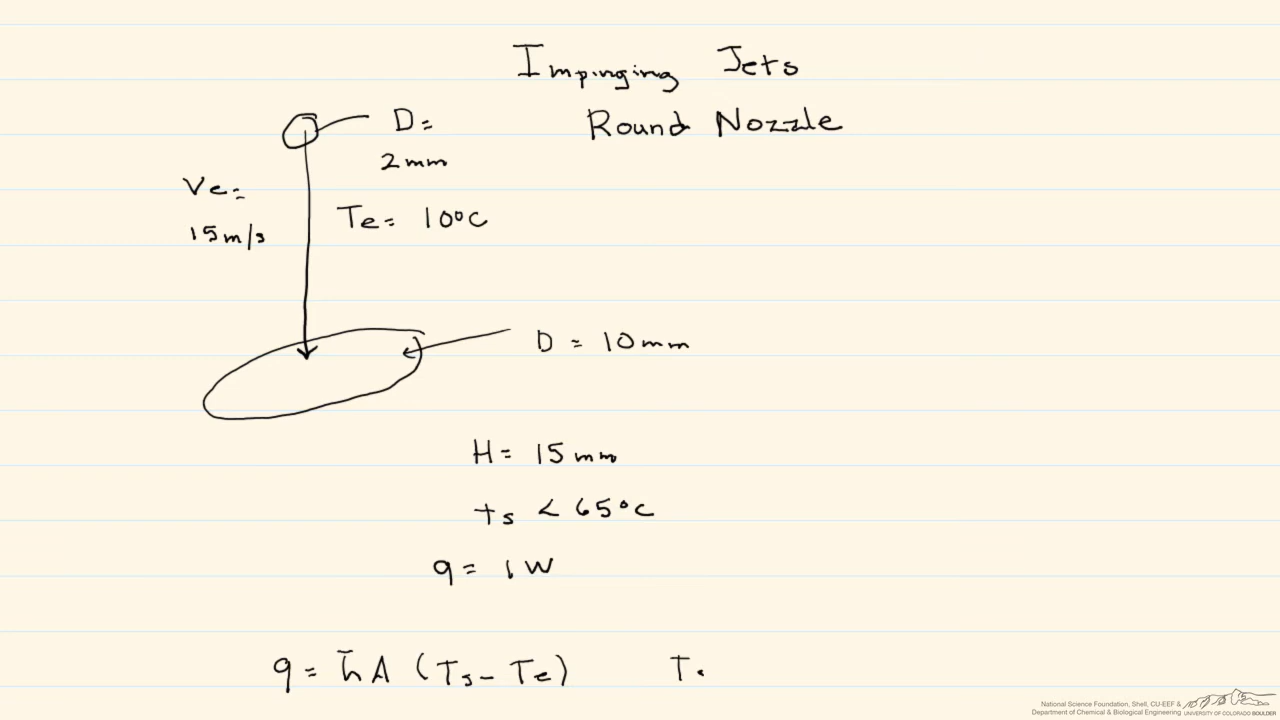 Impinging Jets
Round Nozzle
D=
2mm
Ve=
15m/s
Te= 10°C
D = 10mm
H= 15mm
ts < 65°C
q= 1W
q= h̄A (Ts-Te) T
National Science Foundation, Shell, CU-EEF &
Department of Chemical & Biological Engineering UNIVERSITY OF COLORADO BOULDER